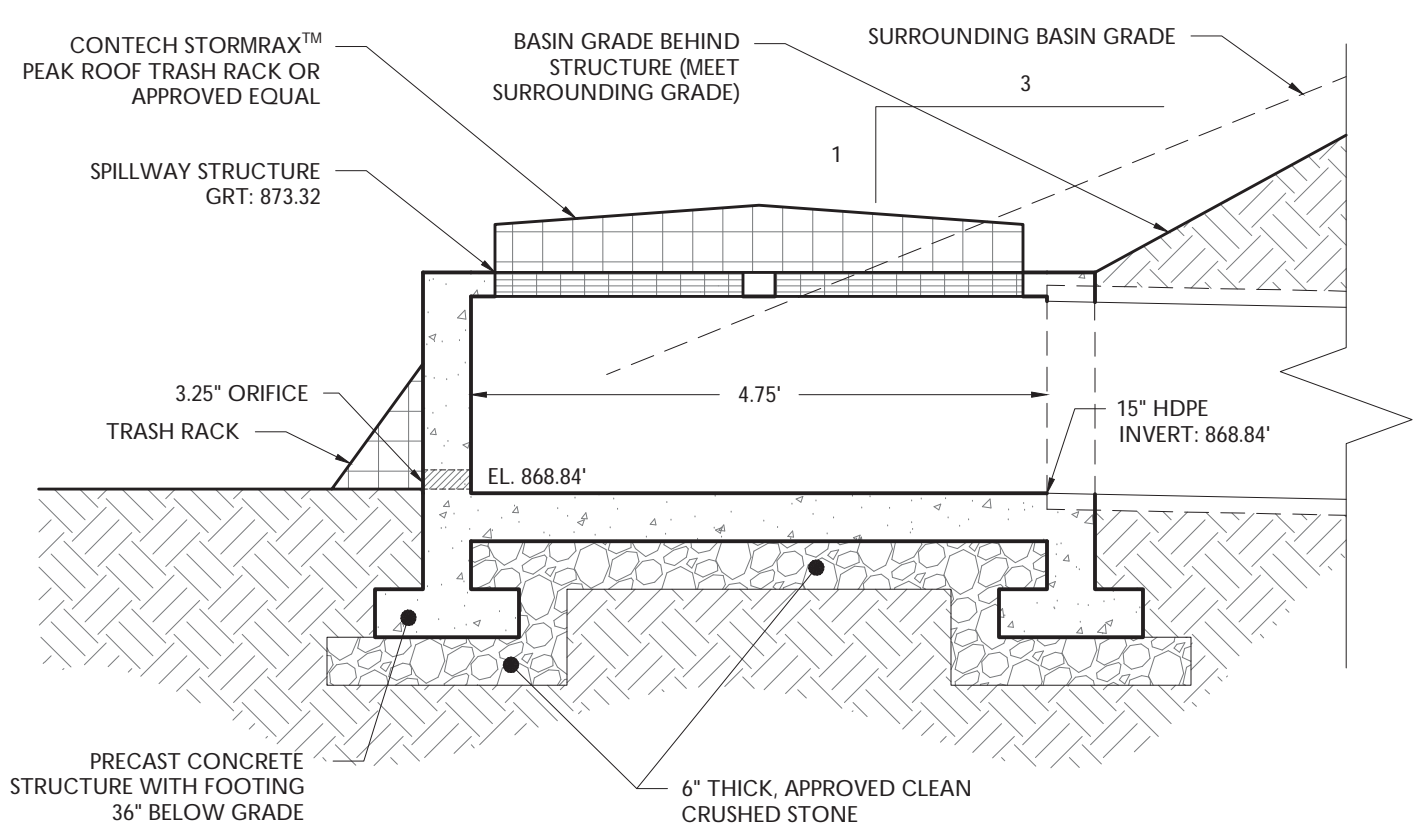 CONTECH STORMRAX™
PEAK ROOF TRASH RACK OR
APPROVED EQUAL
BASIN GRADE BEHIND
STRUCTURE (MEET
SURROUNDING GRADE)
SURROUNDING BASIN GRADE
3
1
SPILLWAY STRUCTURE
GRT: 873.32
3.25" ORIFICE
TRASH RACK
4.75'
15" HDPE
INVERT: 868.84'
EL. 868.84'
PRECAST CONCRETE
STRUCTURE WITH FOOTING
36" BELOW GRADE
6" THICK, APPROVED CLEAN
CRUSHED STONE